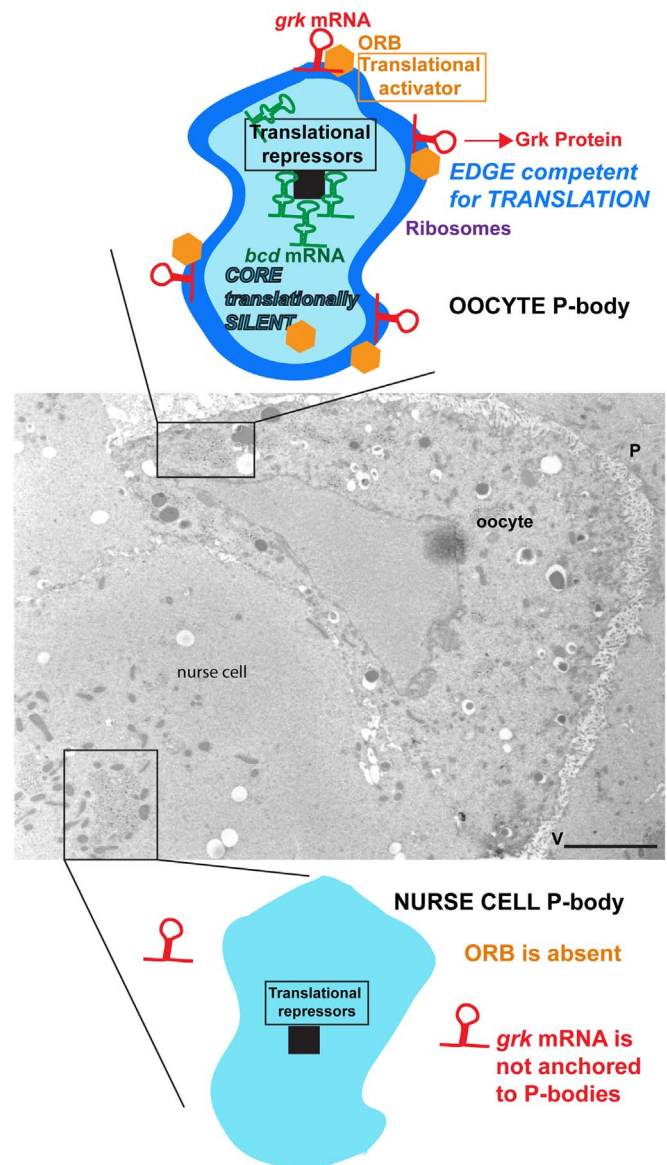 grk mRNA
ORB
Translational
activator
Translational
repressors
Grk Protein
EDGE competent
for TRANSLATION
Ribosomes
bcd mRNA
CORE
translationally
SILENT
OOCYTE P-body
P
oocyte
nurse cell
V
NURSE CELL P-body
ORB is absent
Translational
repressors
grk mRNA is
not anchored
to P-bodies